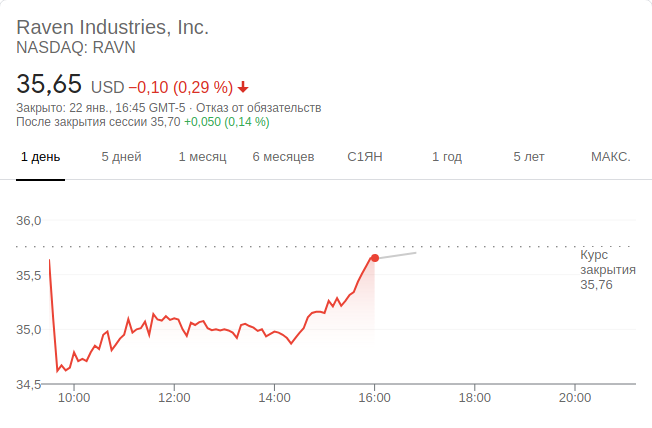 Raven Industries, Inc.
NASDAQ: RAVN
35,65 USD −0,10 (0,29 %)
Закрыто: 22 янв., 16:45 GMT-5 · Отказ от обязательств
После закрытия сессии 35,70 +0,050 (0,14 %)
1 день 5 дней 1 месяц 6 месяцев С1ЯН 1 год 5 лет МАКС.
36,0
35,5
35,0
34,5
Курс
закрытия
35,76
10:00 12:00 14:00 16:00 18:00 20:00